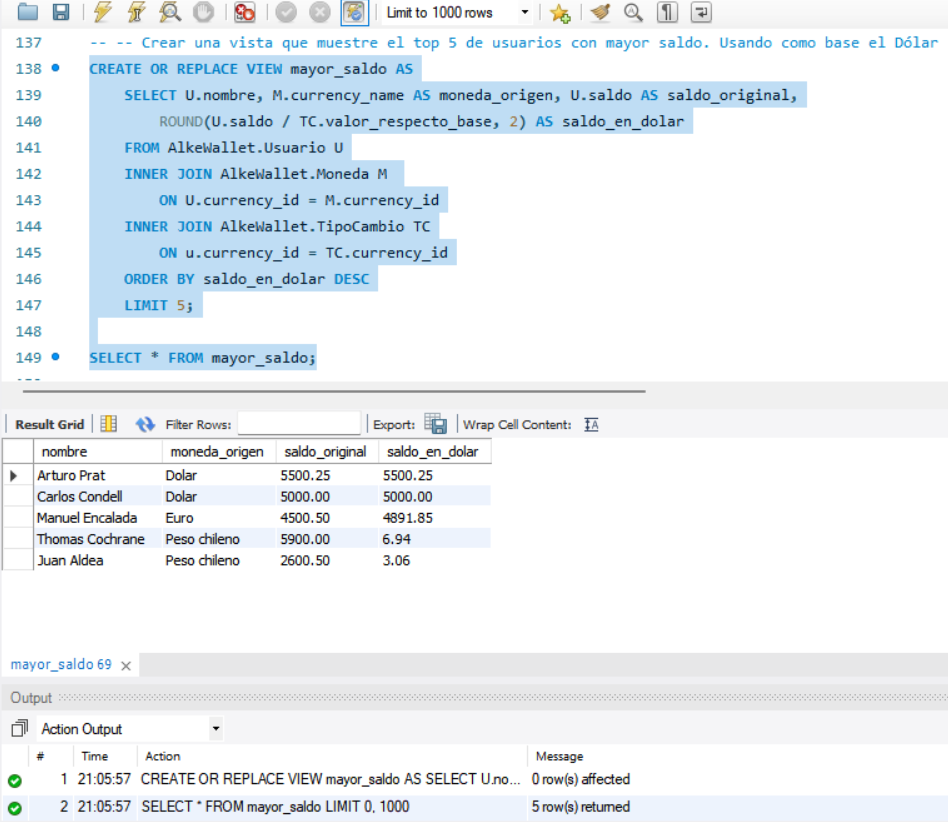 Limit to 1000 rows
137 -- -- Crear una vista que muestre el top 5 de usuarios con mayor saldo. Usando como base el Dólar
138 CREATE OR REPLACE VIEW mayor_saldo AS
139 SELECT U.nombre, M.currency_name AS moneda_origen, U.saldo AS saldo_original,
140 ROUND(U.saldo / TC.valor_respecto_base, 2) AS saldo_en_dolar
141 FROM AlkeWallet.Usuario U
142 INNER JOIN AlkeWallet.Moneda M
143 ON U.currency_id = M.currency_id
144 INNER JOIN AlkeWallet.TipoCambio TC
145 ON u.currency_id = TC.currency_id
146 ORDER BY saldo_en_dolar DESC
147 LIMIT 5;
148
149 SELECT * FROM mayor_saldo;
Result Grid Filter Rows: Export: Wrap Cell Content:
nombre moneda_origen saldo_original saldo_en_dolar
Arturo Prat Dolar 5500.25 5500.25
Carlos Condell Dolar 5000.00 5000.00
Manuel Encalada Euro 4500.50 4891.85
Thomas Cochrane Peso chileno 5900.00 6.94
Juan Aldea Peso chileno 2600.50 3.06
mayor_saldo 69
Output
Action Output
# Time Action Message
1 21:05:57 CREATE OR REPLACE VIEW mayor_saldo AS SELECT U.no... 0 row(s) affected
2 21:05:57 SELECT * FROM mayor_saldo LIMIT 0, 1000 5 row(s) returned